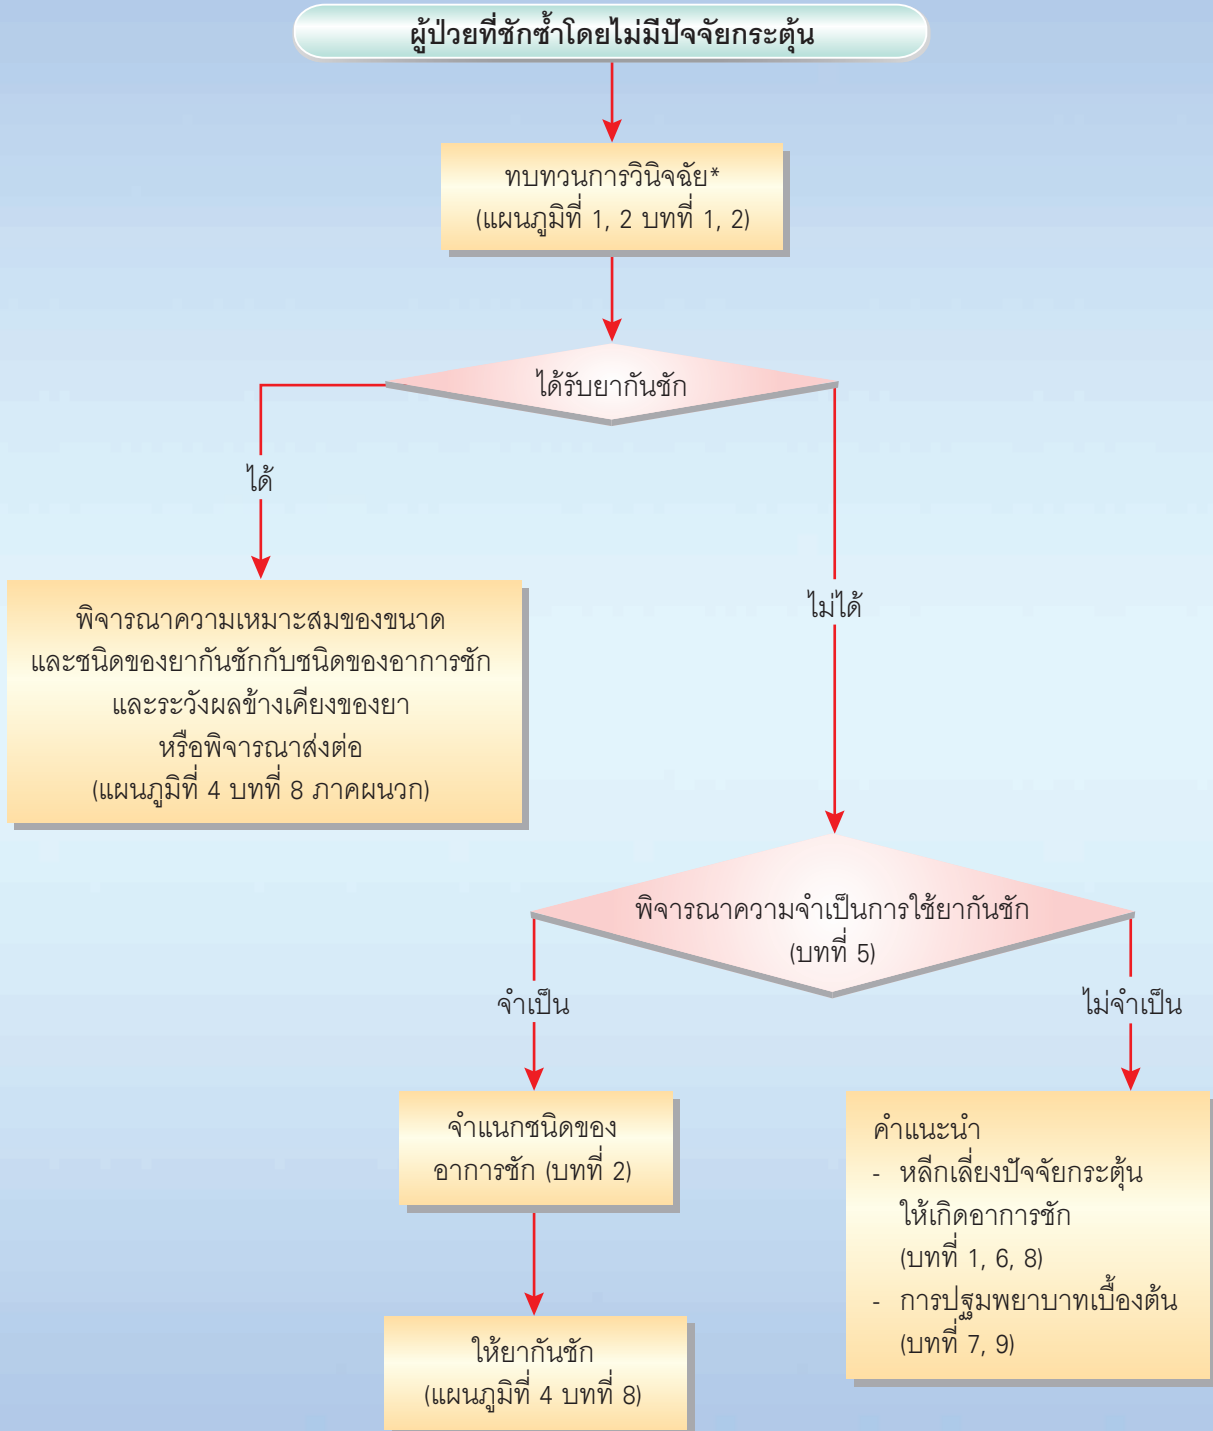 ผู้ป่วยที่ชักซ้ำโดยไม่มีปัจจัยกระตุ้น
ทบทวนการวินิจฉัย*
(แผนภูมิที่ 1, 2 บทที่ 1, 2)
ได้รับยากันชัก
ได้
พิจารณาความเหมาะสมของขนาด
และชนิดของยากันชักกับชนิดของอาการชัก
และระวังผลข้างเคียงของยา
หรือพิจารณาส่งต่อ
(แผนภูมิที่ 4 บทที่ 8 ภาคผนวก)
ไม่ได้
พิจารณาความจำเป็นการใช้ยากันชัก
(บทที่ 5)
จำเป็น
จำแนกชนิดของ
อาการชัก (บทที่ 2)
ให้ยากันชัก
(แผนภูมิที่ 4 บทที่ 8)
ไม่จำเป็น
คำแนะนำ
- หลีกเลี่ยงปัจจัยกระตุ้น
ให้เกิดอาการชัก
(บทที่ 1, 6, 8)
- การปฐมพยาบาทเบื้องต้น
(บทที่ 7, 9)